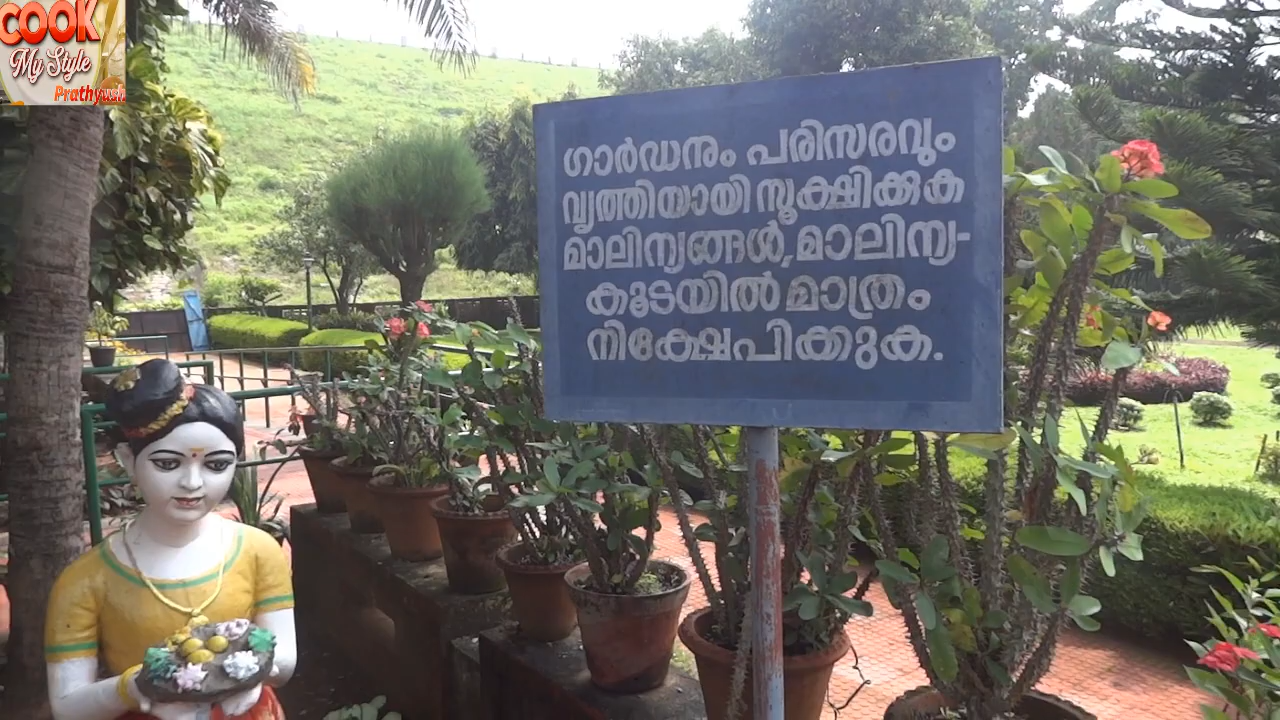 COOK
My Style
Prathyush
ഗാർഡനും പരിസരവും
വൃത്തിയായി സൂക്ഷിക്കുക
മാലിന്യങ്ങൾ, മാലിന്യ-
കൂടയിൽ മാത്രം
നിക്ഷേപിക്കുക.